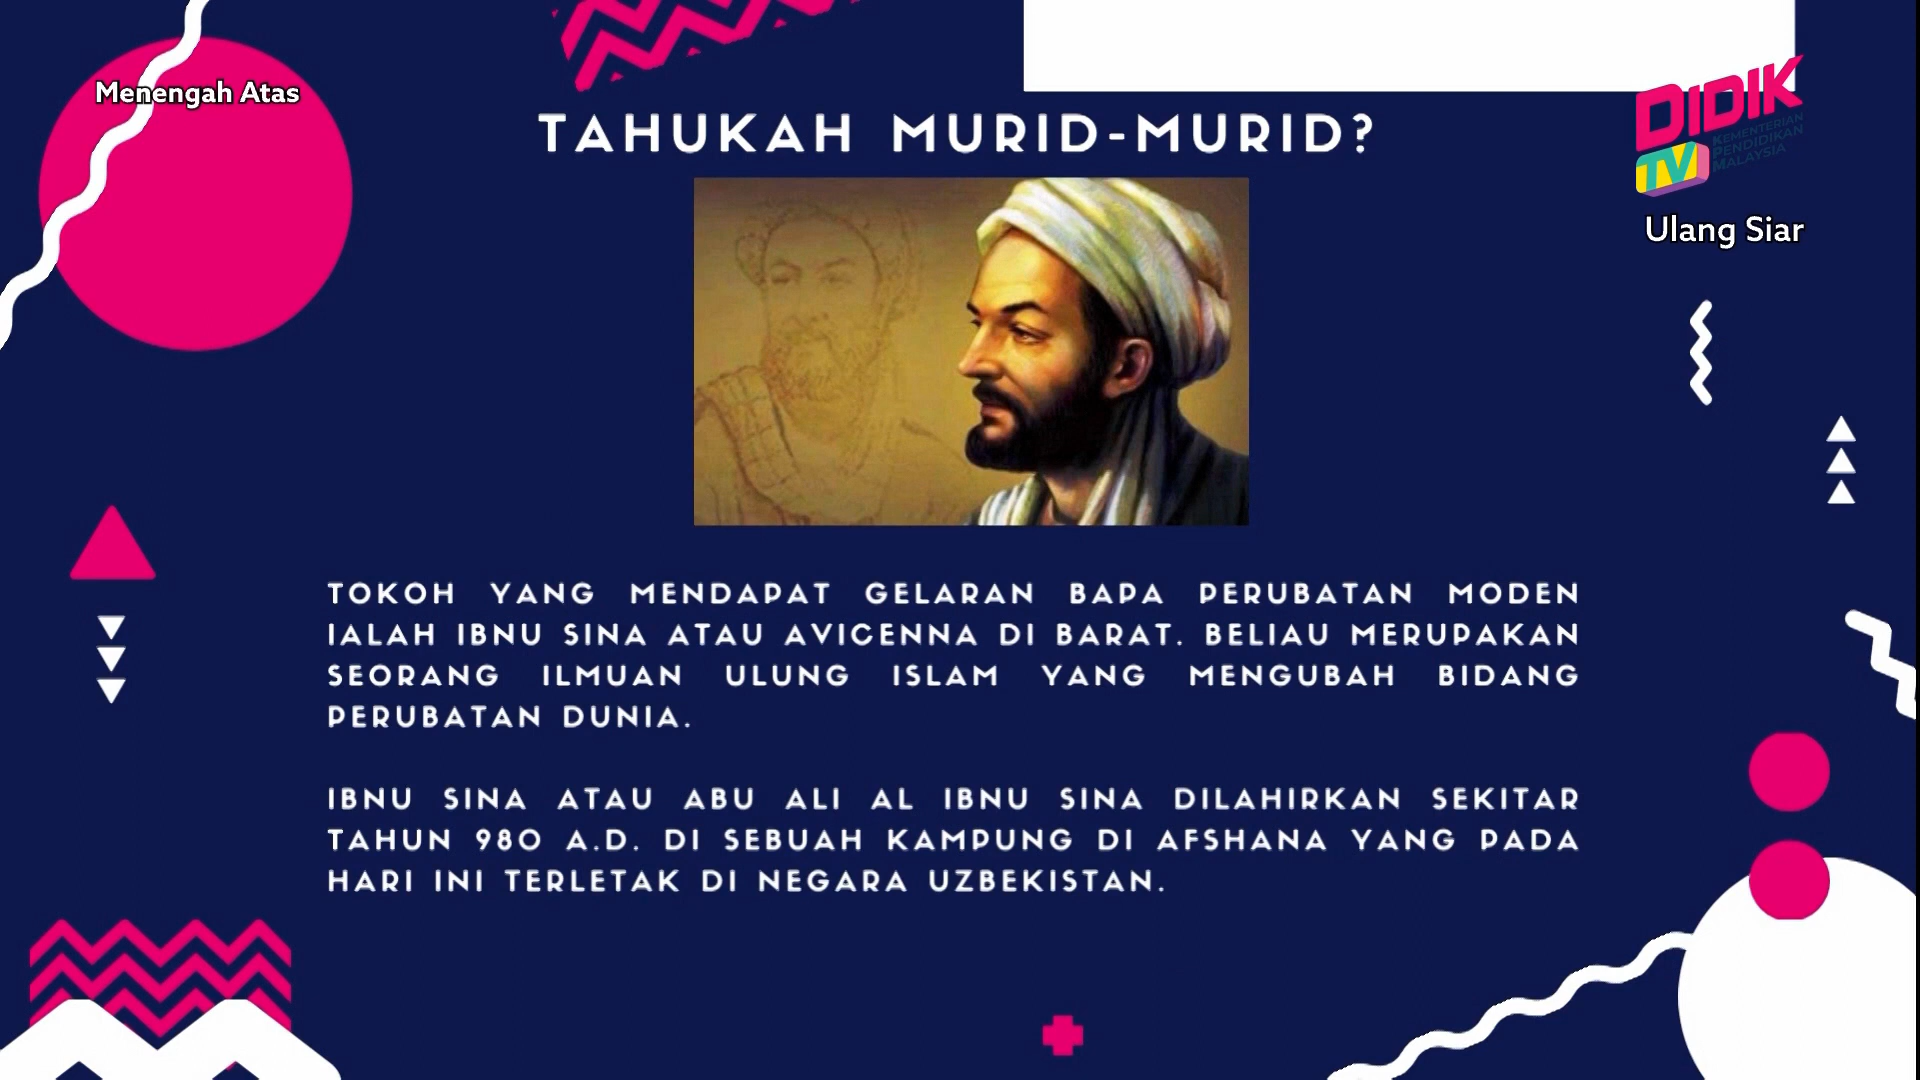 Menengah Atas
TAHUKAH MURID-MURID?
DIDIK
TV
KEMENTERIAN
PENDIDIKAN
MALAYSIA
Ulang Siar
TOKOH YANG MENDAPAT GELARAN BAPA PERUBATAN MODEN
IALAH IBNU SINA ATAU AVICENNA DI BARAT. BELIAU MERUPAKAN
SEORANG ILMUAN ULUNG ISLAM YANG MENGUBAH BIDANG
PERUBATAN DUNIA.
IBNU SINA ATAU ABU ALI AL IBNU SINA DILAHIRKAN SEKITAR
TAHUN 980 A.D. DI SEBUAH KAMPUNG DI AFSHANA YANG PADA
HARI INI TERLETAK DI NEGARA UZBEKISTAN.